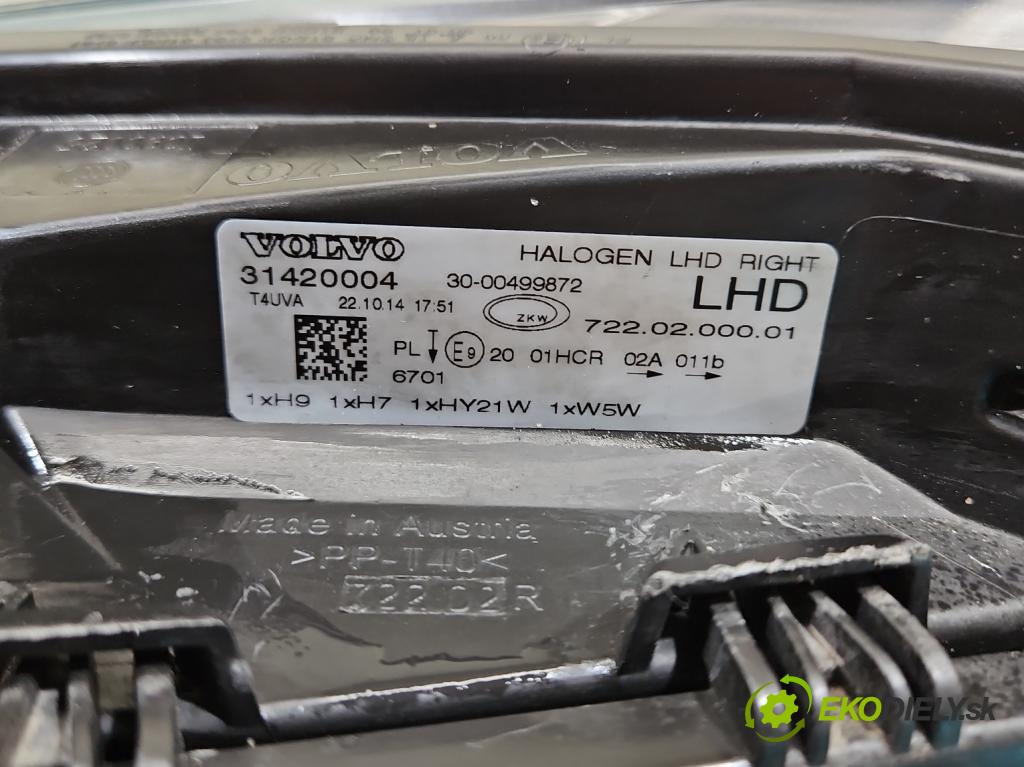 VOLVO
VOLVO HALOGEN LHD RIGHT
31420004 30-00499872 LHD
T4UVA 22.10.14 17:51 ZKW 722.02.000.01
PL E9 20 01HCR 02A 011b
6701
1xH9 1xH7 1xHY21W 1xW5W
Made in Austria
>PP-T40<
722.02 R
EKODIELY.sk